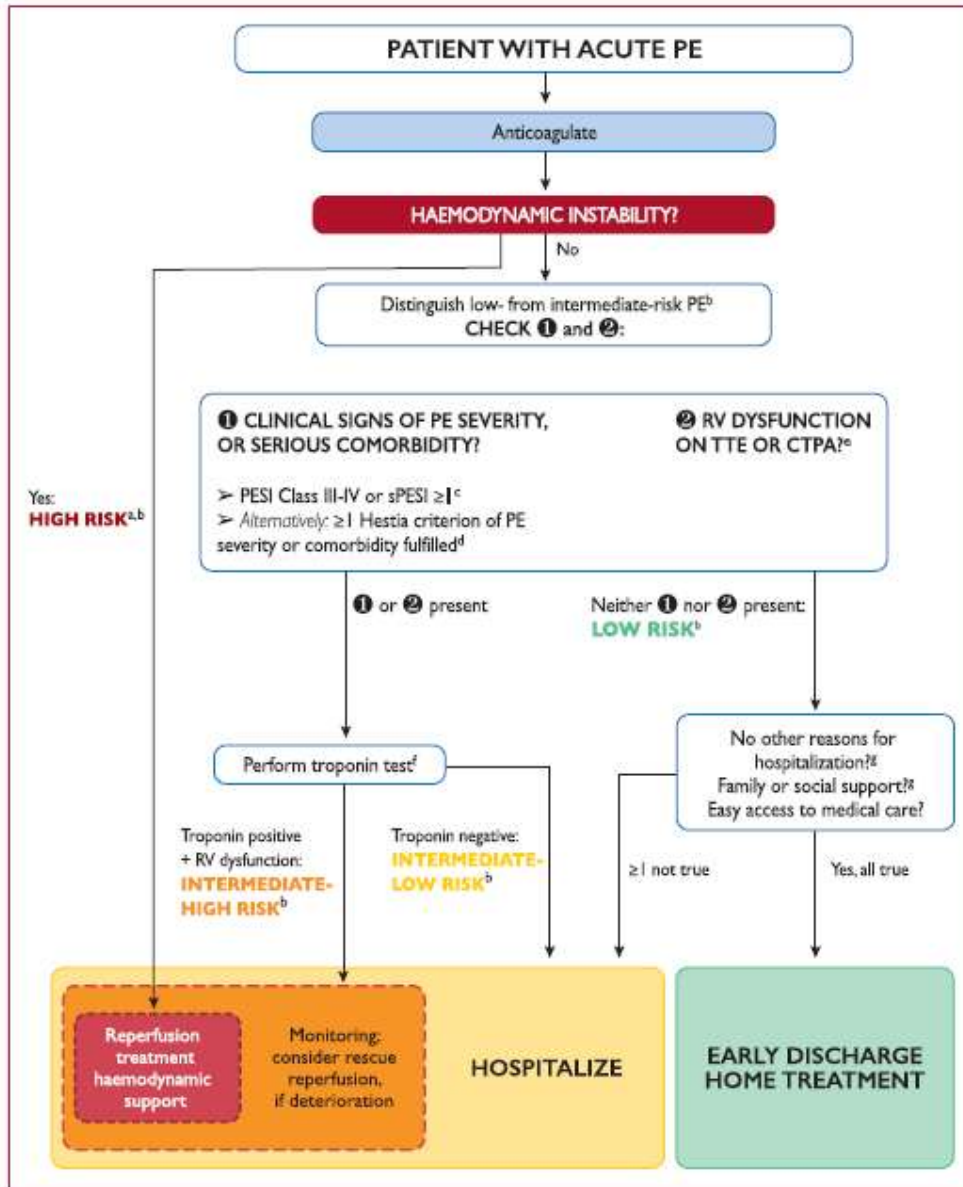 PATIENT WITH ACUTE PE
Anticoagulate
HAEMODYNAMIC INSTABILITY?
No
Distinguish low- from intermediate-risk PEᵇ
CHECK ❶ and ❷:
❶ CLINICAL SIGNS OF PE SEVERITY,
OR SERIOUS COMORBIDITY?
➢ PESI Class III-IV or sPESI ≥1ᶜ
➢ Alternatively: ≥1 Hestia criterion of PE
severity or comorbidity fulfilledᵈ
❷ RV DYSFUNCTION
ON TTE OR CTPA?ᵉ
Yes:
HIGH RISKᵃ,ᵇ
❶ or ❷ present
Neither ❶ nor ❷ present:
LOW RISKᵇ
Perform troponin testᶠ
No other reasons for
hospitalization?ᵍ
Family or social support?ᵍ
Easy access to medical care?
Troponin positive
+ RV dysfunction:
INTERMEDIATE-
HIGH RISKᵇ
Troponin negative:
INTERMEDIATE-
LOW RISKᵇ
≥1 not true
Yes, all true
Reperfusion
treatment
haemodynamic
support
Monitoring;
consider rescue
reperfusion,
if deterioration
HOSPITALIZE
EARLY DISCHARGE
HOME TREATMENT